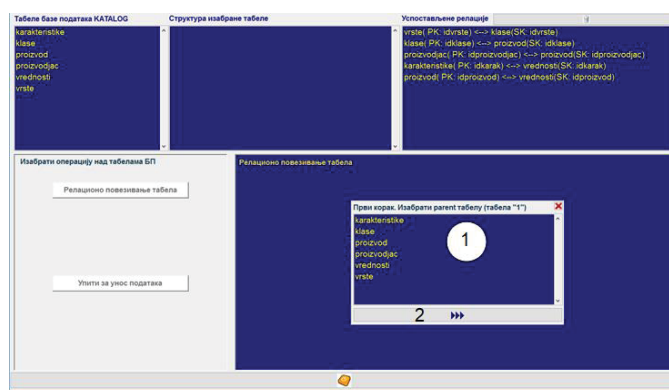 Табеле базе података KATALOG
karakteristike
klase
proizvod
proizvodjac
vrednosti
vrste
Структура изабране табеле
Успостављене релације
vrste( PK: idvrste) <--> klase(SK: idvrste)
klase( PK: idklase) <--> proizvod(SK: idklase)
proizvodjac( PK: idproizvodjac) <--> proizvod(SK: idproizvodjac)
karakteristike( PK: idkarak) <--> vrednosti(SK: idkarak)
proizvod( PK: idproizvod) <--> vrednosti(SK: idproizvod)
Изабрати операцију над табелама БП
Релационо повезивање табела
Упити за унос података
Релационо повезивање табела
Први корак. Изабрати parent табелу (табела "1")
karakteristike
klase
proizvod
proizvodjac
vrednosti
vrste
1
2